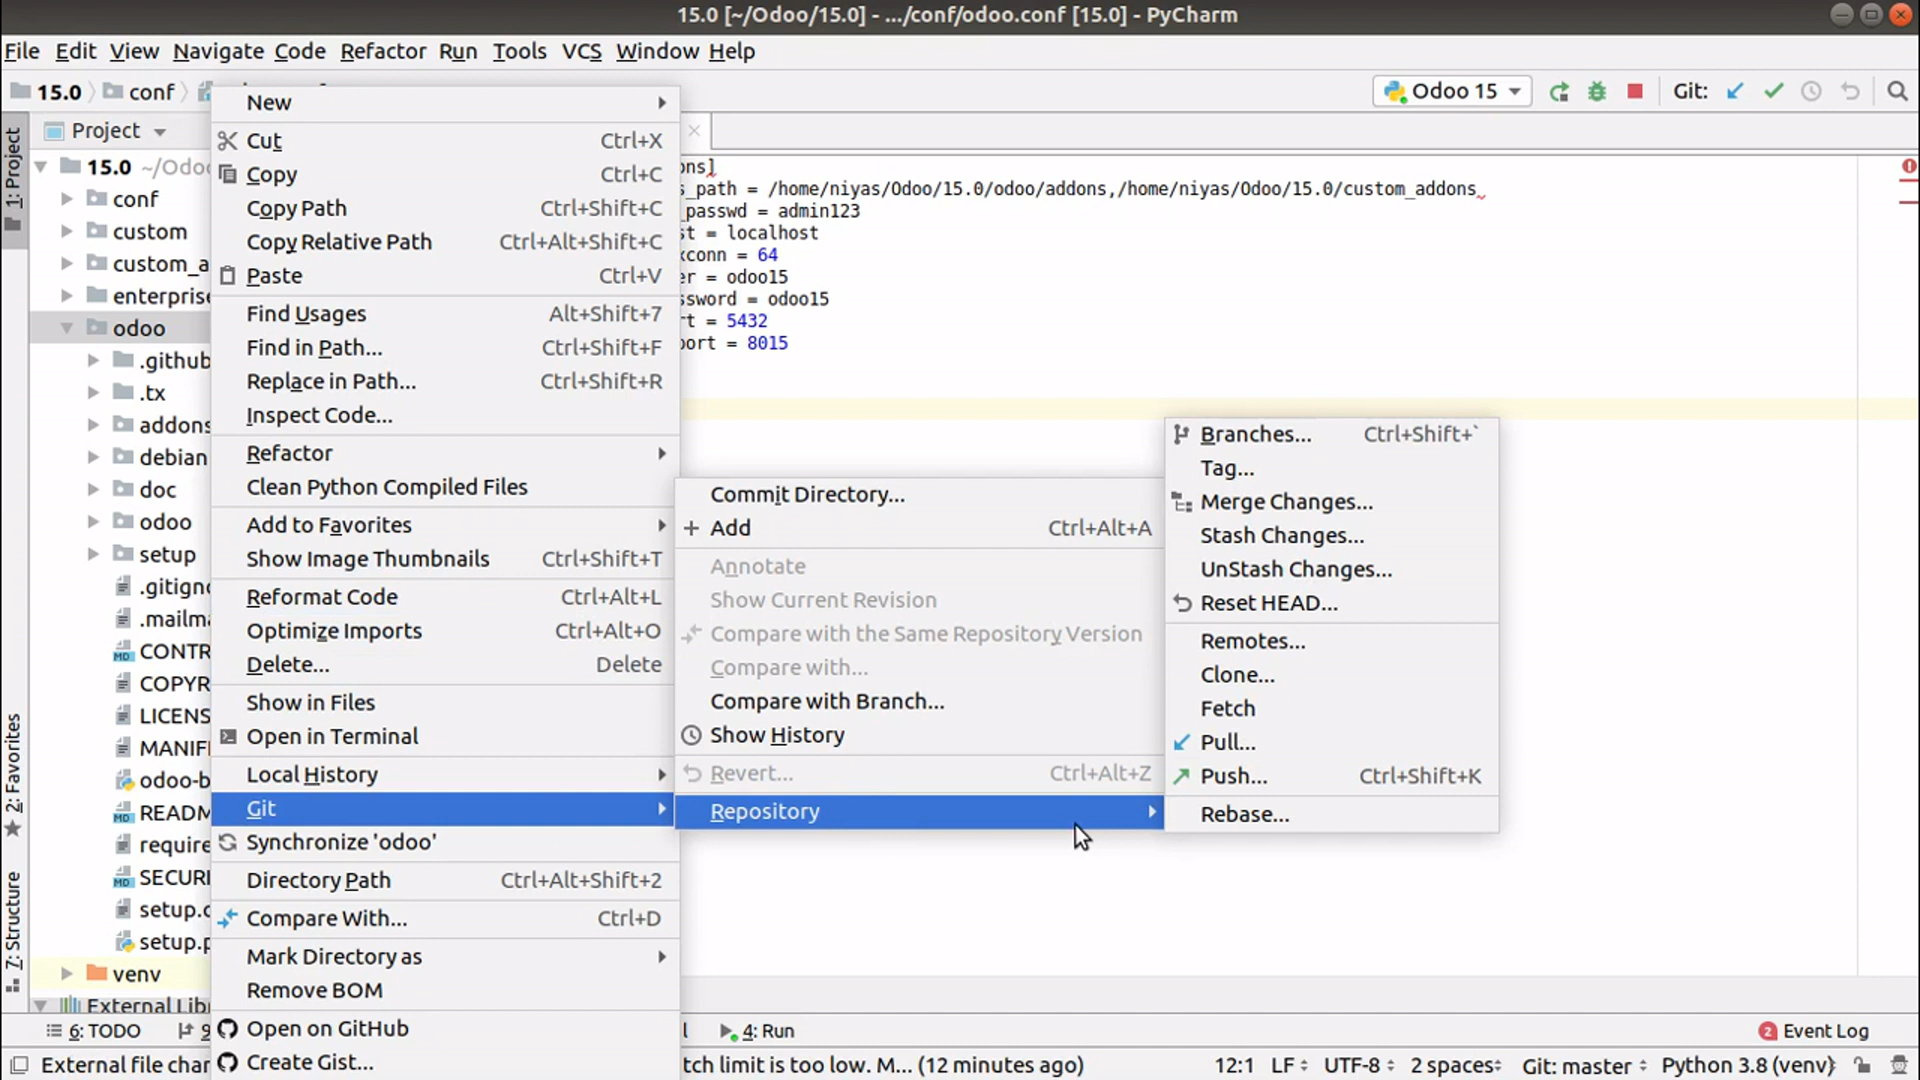 15.0 [~/Odoo/15.0] - .../conf/odoo.conf [15.0] - PyCharm
File Edit View Navigate Code Refactor Run Tools VCS Window Help
15.0 conf
Odoo 15
Git:
Project
1: Project
2: Favorites
7: Structure
15.0 ~/Odoo
conf
custom
custom_a
enterprise
odoo
.github
.tx
addons
debian
doc
odoo
setup
.gitigno
.mailma
CONTR
COPYR
LICENS
MANIF
odoo-b
READM
require
SECURI
setup.c
setup.p
venv
External Lib
New
Cut Ctrl+X
Copy Ctrl+C
Copy Path Ctrl+Shift+C
Copy Relative Path Ctrl+Alt+Shift+C
Paste Ctrl+V
Find Usages Alt+Shift+7
Find in Path... Ctrl+Shift+F
Replace in Path... Ctrl+Shift+R
Inspect Code...
Refactor
Clean Python Compiled Files
Add to Favorites
Show Image Thumbnails Ctrl+Shift+T
Reformat Code Ctrl+Alt+L
Optimize Imports Ctrl+Alt+O
Delete... Delete
Show in Files
Open in Terminal
Local History
Git
Synchronize 'odoo'
Directory Path Ctrl+Alt+Shift+2
Compare With... Ctrl+D
Mark Directory as
Remove BOM
Open on GitHub
Create Gist...
ons]
s_path = /home/niyas/Odoo/15.0/odoo/addons,/home/niyas/Odoo/15.0/custom_addons
_passwd = admin123
st = localhost
xconn = 64
er = odoo15
ssword = odoo15
rt = 5432
port = 8015
Commit Directory...
Add Ctrl+Alt+A
Annotate
Show Current Revision
Compare with the Same Repository Version
Compare with...
Compare with Branch...
Show History
Revert... Ctrl+Alt+Z
Repository
Branches... Ctrl+Shift+`
Tag...
Merge Changes...
Stash Changes...
UnStash Changes...
Reset HEAD...
Remotes...
Clone...
Fetch
Pull...
Push... Ctrl+Shift+K
Rebase...
6: TODO 9 l 4: Run 2 Event Log
External file char tch limit is too low. M... (12 minutes ago) 12:1 LF UTF-8 2 spaces Git: master Python 3.8 (venv)